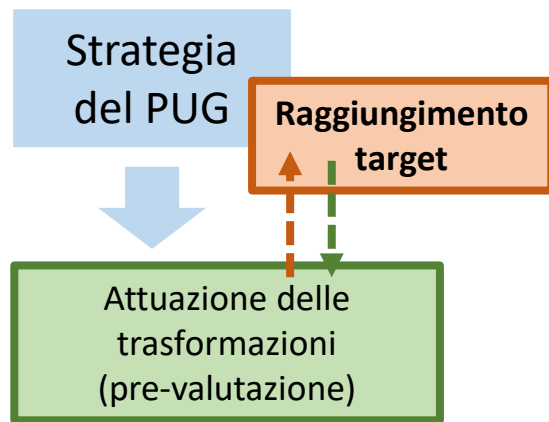 Strategia
del PUG
Raggiungimento
target
Attuazione delle
trasformazioni
(pre-valutazione)